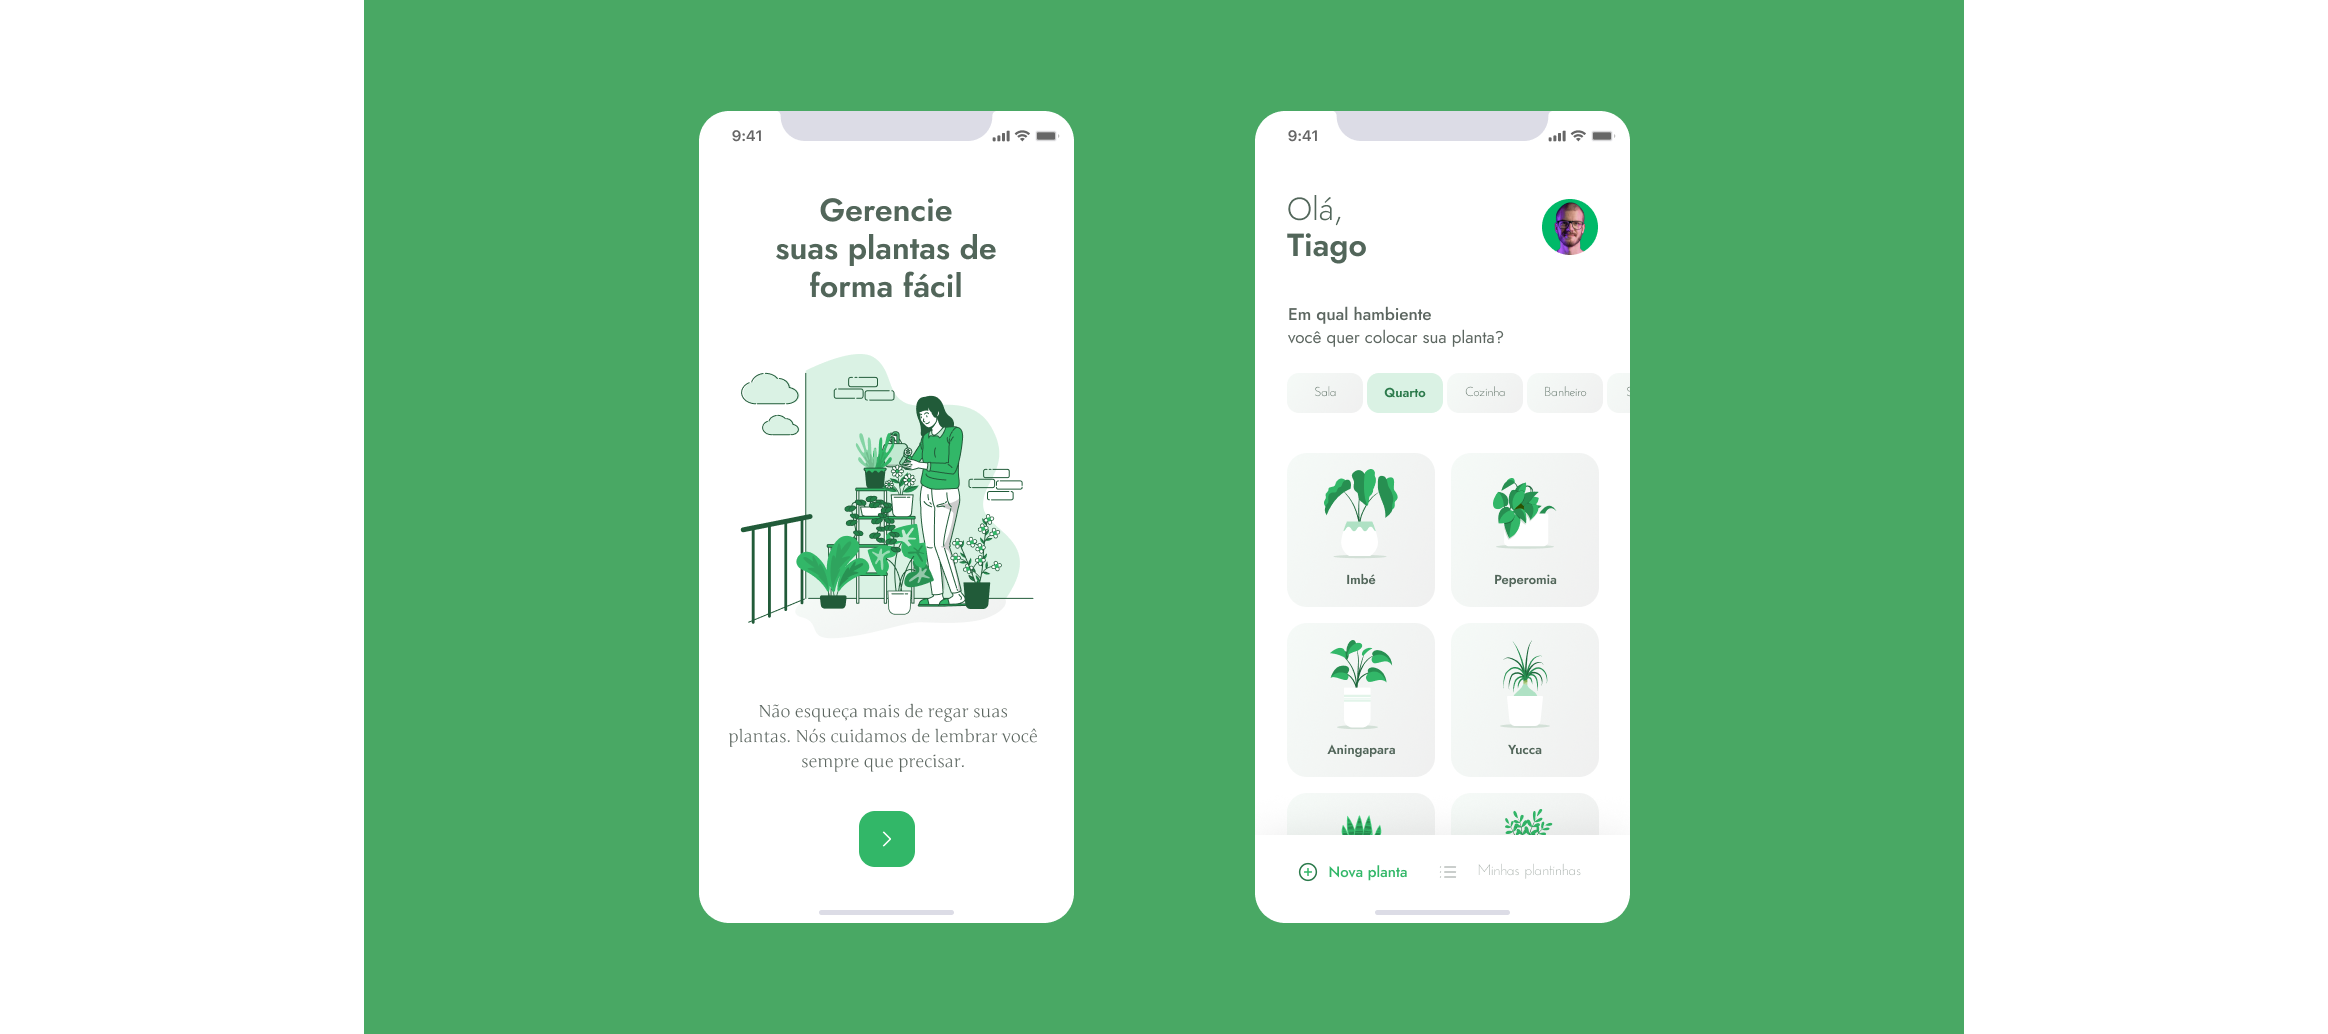 9:41
Gerencie
suas plantas de
forma fácil
Não esqueça mais de regar suas
plantas. Nós cuidamos de lembrar você
sempre que precisar.
9:41
Olá,
Tiago
Em qual hambiente
você quer colocar sua planta?
Sala Quarto Cozinha Banheiro
Imbé Peperomia
Aningapara Yucca
Nova planta Minhas plantinhas